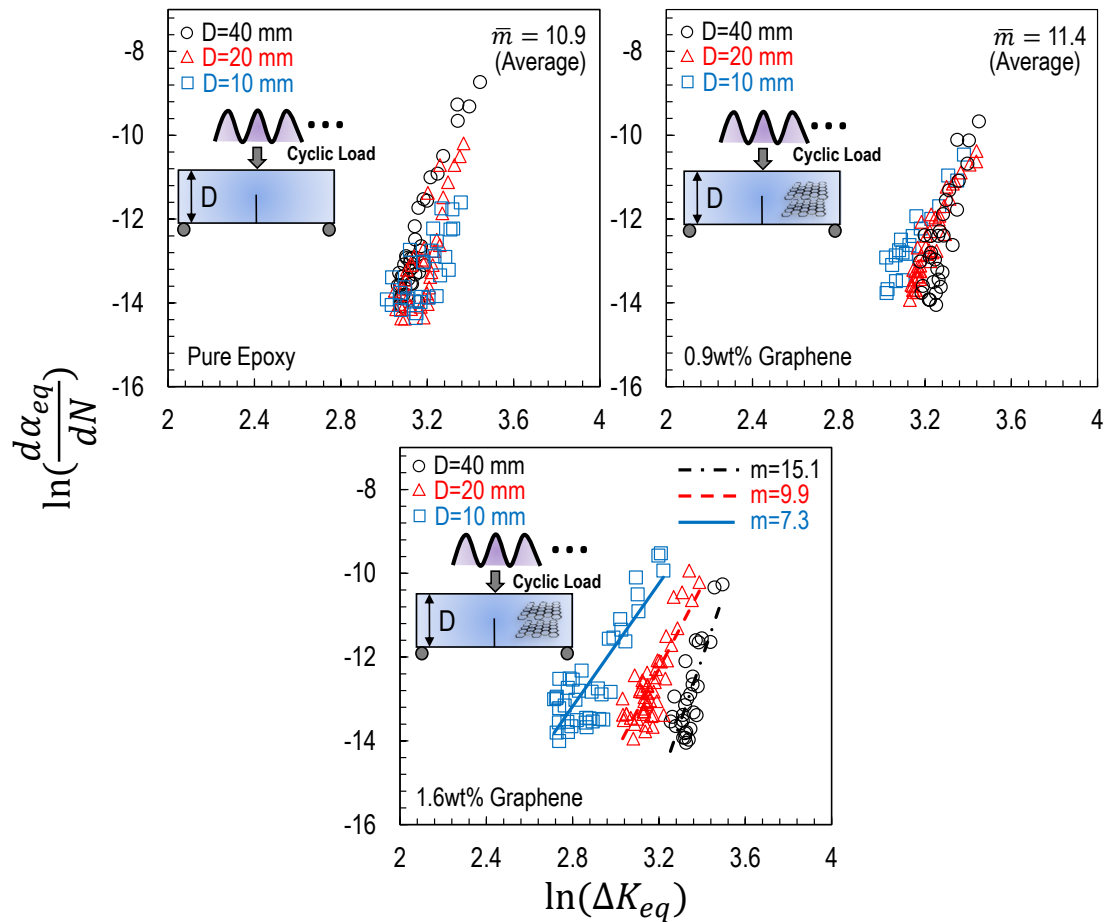 D=40 mm
D=20 mm
D=10 mm
m̅ = 10.9
(Average)
Cyclic Load
D
Pure Epoxy
-8
-10
-12
-14
-16
2
2.4
2.8
3.2
3.6
4
D=40 mm
D=20 mm
D=10 mm
m̅ = 11.4
(Average)
Cyclic Load
D
0.9wt% Graphene
-8
-10
-12
-14
-16
2
2.4
2.8
3.2
3.6
4
ln(dα_eq/dN)
D=40 mm
D=20 mm
D=10 mm
m=15.1
m=9.9
m=7.3
Cyclic Load
D
1.6wt% Graphene
-8
-10
-12
-14
-16
2
2.4
2.8
3.2
3.6
4
ln(ΔK_eq)